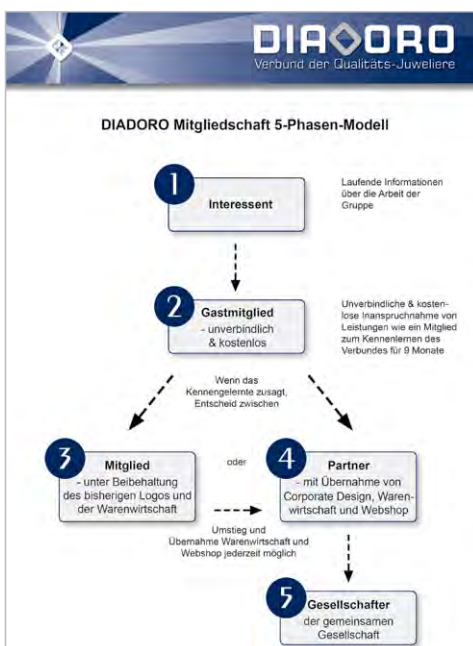 DIADORO
Verbund der Qualitäts-Juweliere
DIADORO Mitgliedschaft 5-Phasen-Modell
1
Interessent
Laufende Informationen
über die Arbeit der
Gruppe
2
Gastmitglied
- unverbindlich
& kostenlos
Unverbindliche & kosten-
lose Inanspruchnahme von
Leistungen wie ein Mitglied
zum Kennenlernen des
Verbundes für 9 Monate
Wenn das
Kennengelernte zusagt,
Entscheid zwischen
3
Mitglied
- unter Beibehaltung
des bisherigen Logos und
der Warenwirtschaft
oder
4
Partner
- mit Übernahme von
Corporate Design, Waren-
wirtschaft und Webshop
Umstieg und
Übernahme Warenwirtschaft und
Webshop jederzeit möglich
5
Gesellschafter
der gemeinsamen
Gesellschaft